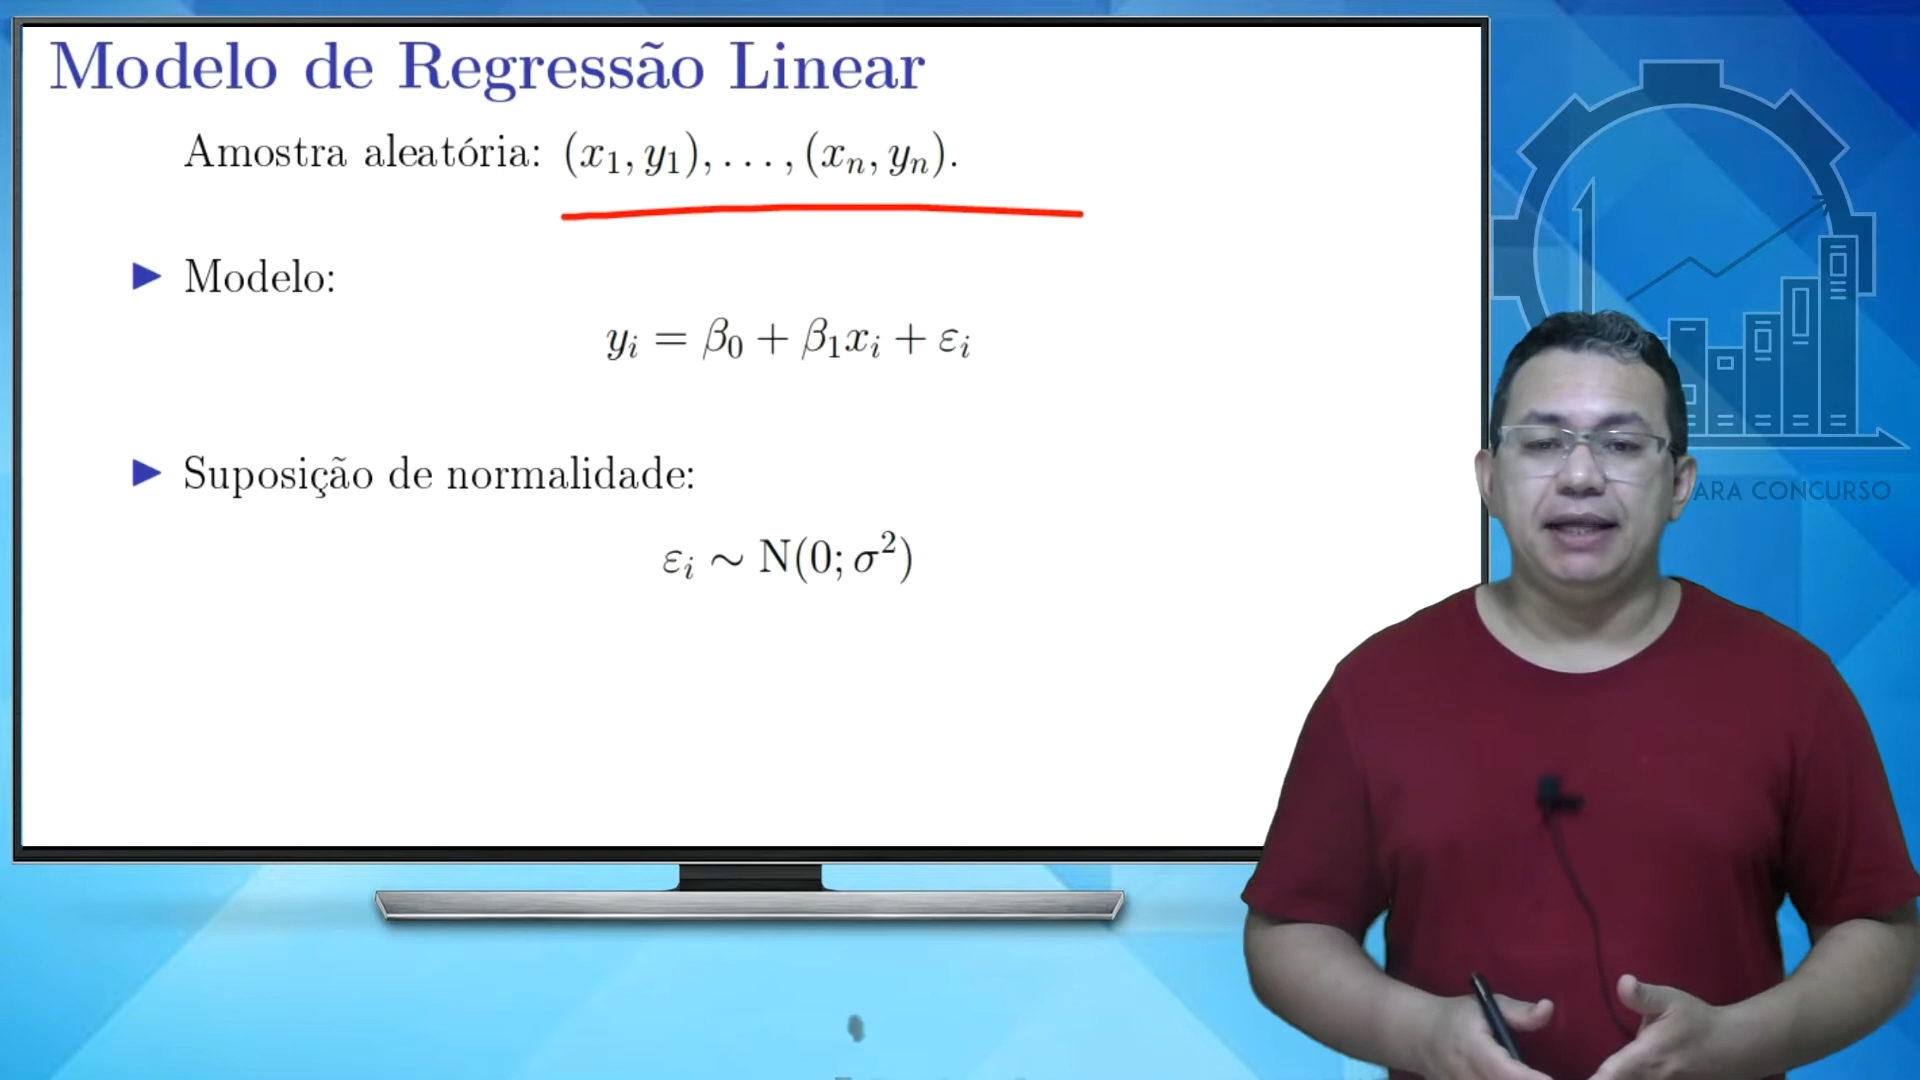 Modelo de Regressão Linear
Amostra aleatória: (x₁, y₁), . . . , (xₙ, yₙ).
▶ Modelo:
yᵢ = β₀ + β₁xᵢ + εᵢ
▶ Suposição de normalidade:
εᵢ ∼ N(0; σ²)
ARA CONCURSO